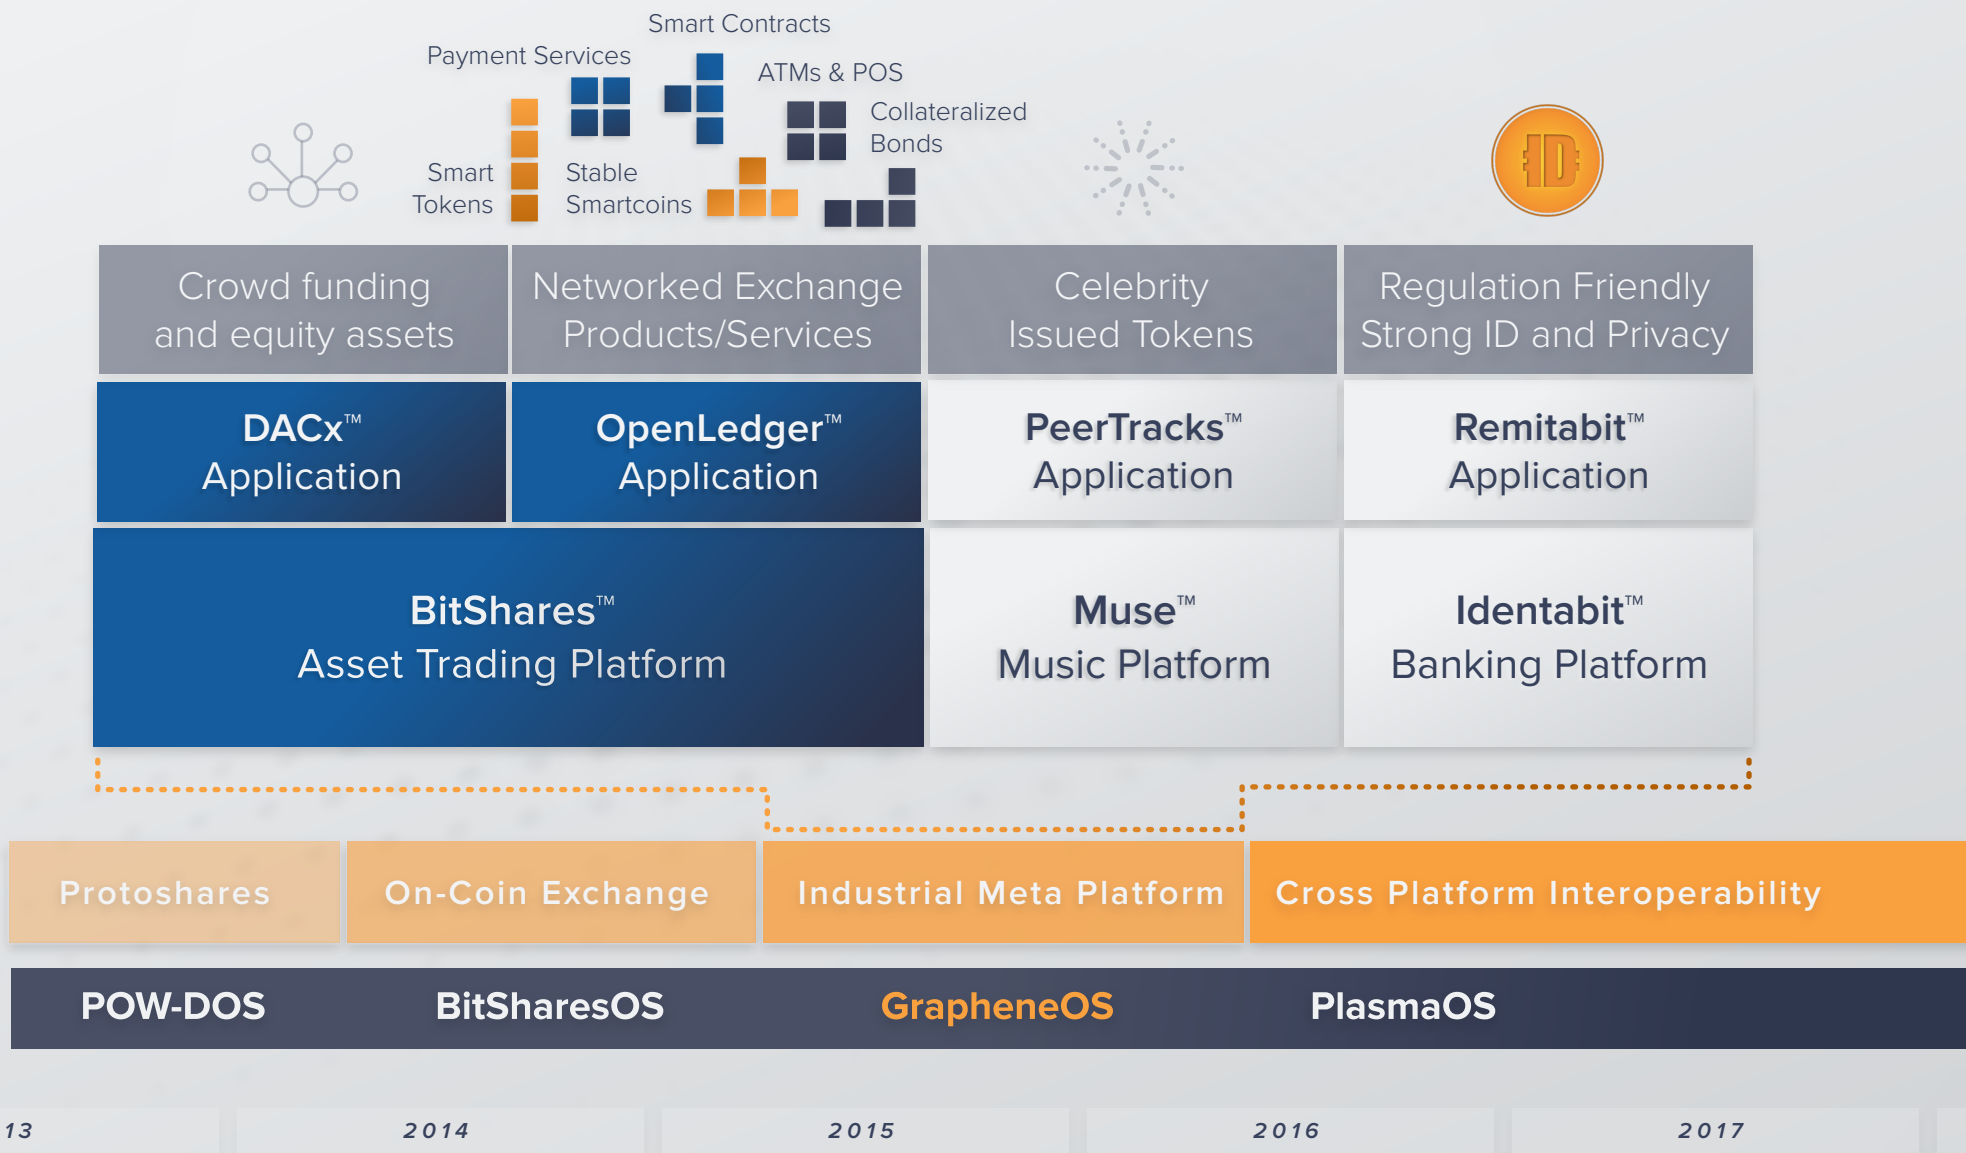 Smart Contracts
Payment Services
ATMs & POS
Collateralized
Bonds
Smart
Tokens
Stable
Smartcoins
ID
Crowd funding
and equity assets
Networked Exchange
Products/Services
Celebrity
Issued Tokens
Regulation Friendly
Strong ID and Privacy
DACx™
Application
OpenLedger™
Application
PeerTracks™
Application
Remitabit™
Application
BitShares™
Asset Trading Platform
Muse™
Music Platform
Identabit™
Banking Platform
Protoshares
On-Coin Exchange
Industrial Meta Platform
Cross Platform Interoperability
POW-DOS
BitSharesOS
GrapheneOS
PlasmaOS
13
2014
2015
2016
2017